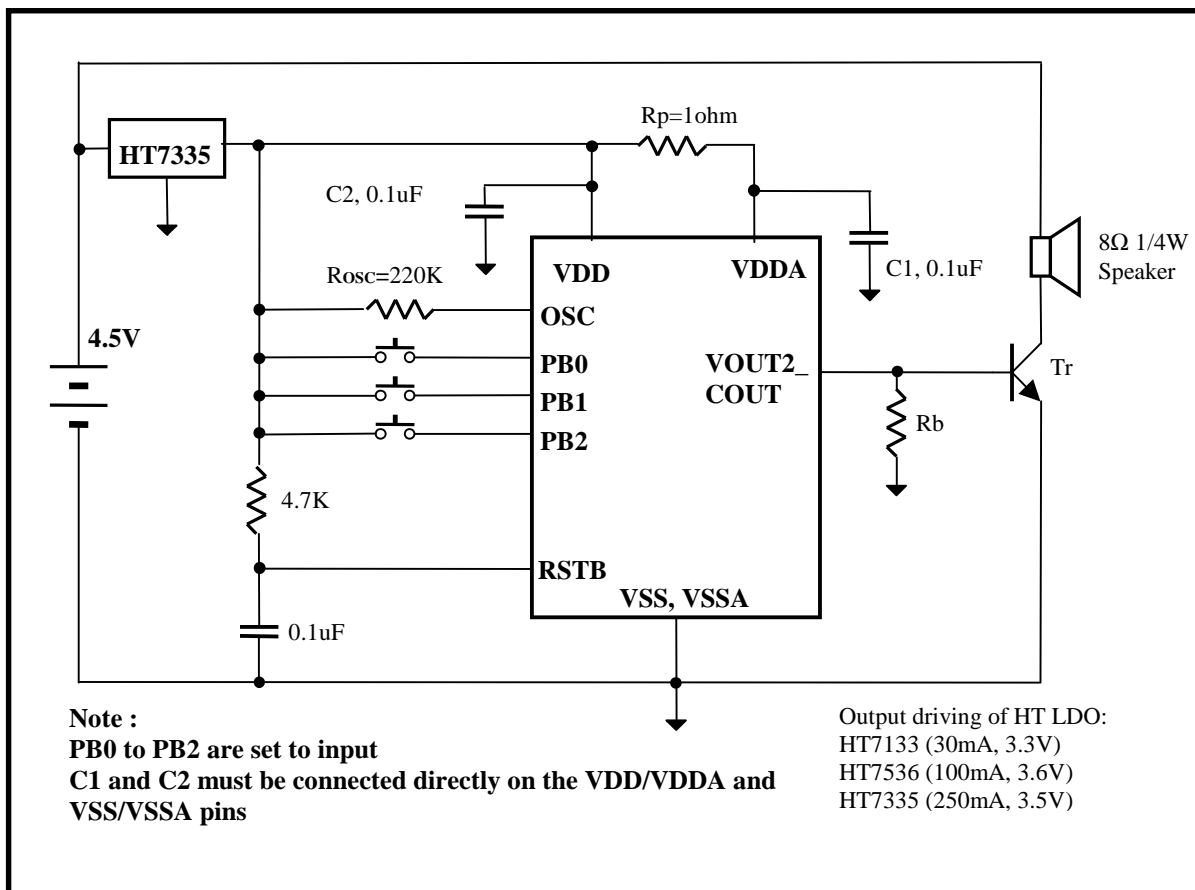 Rp=1ohm
HT7335
C2, 0.1uF
8Ω 1/4W
Speaker
VDD
VDDA
C1, 0.1uF
Rosc=220K
OSC
4.5V
PB0
VOUT2_
COUT
Tr
PB1
Rb
PB2
4.7K
RSTB
VSS, VSSA
0.1uF
Note :
PB0 to PB2 are set to input
C1 and C2 must be connected directly on the VDD/VDDA and
VSS/VSSA pins
Output driving of HT LDO:
HT7133 (30mA, 3.3V)
HT7536 (100mA, 3.6V)
HT7335 (250mA, 3.5V)